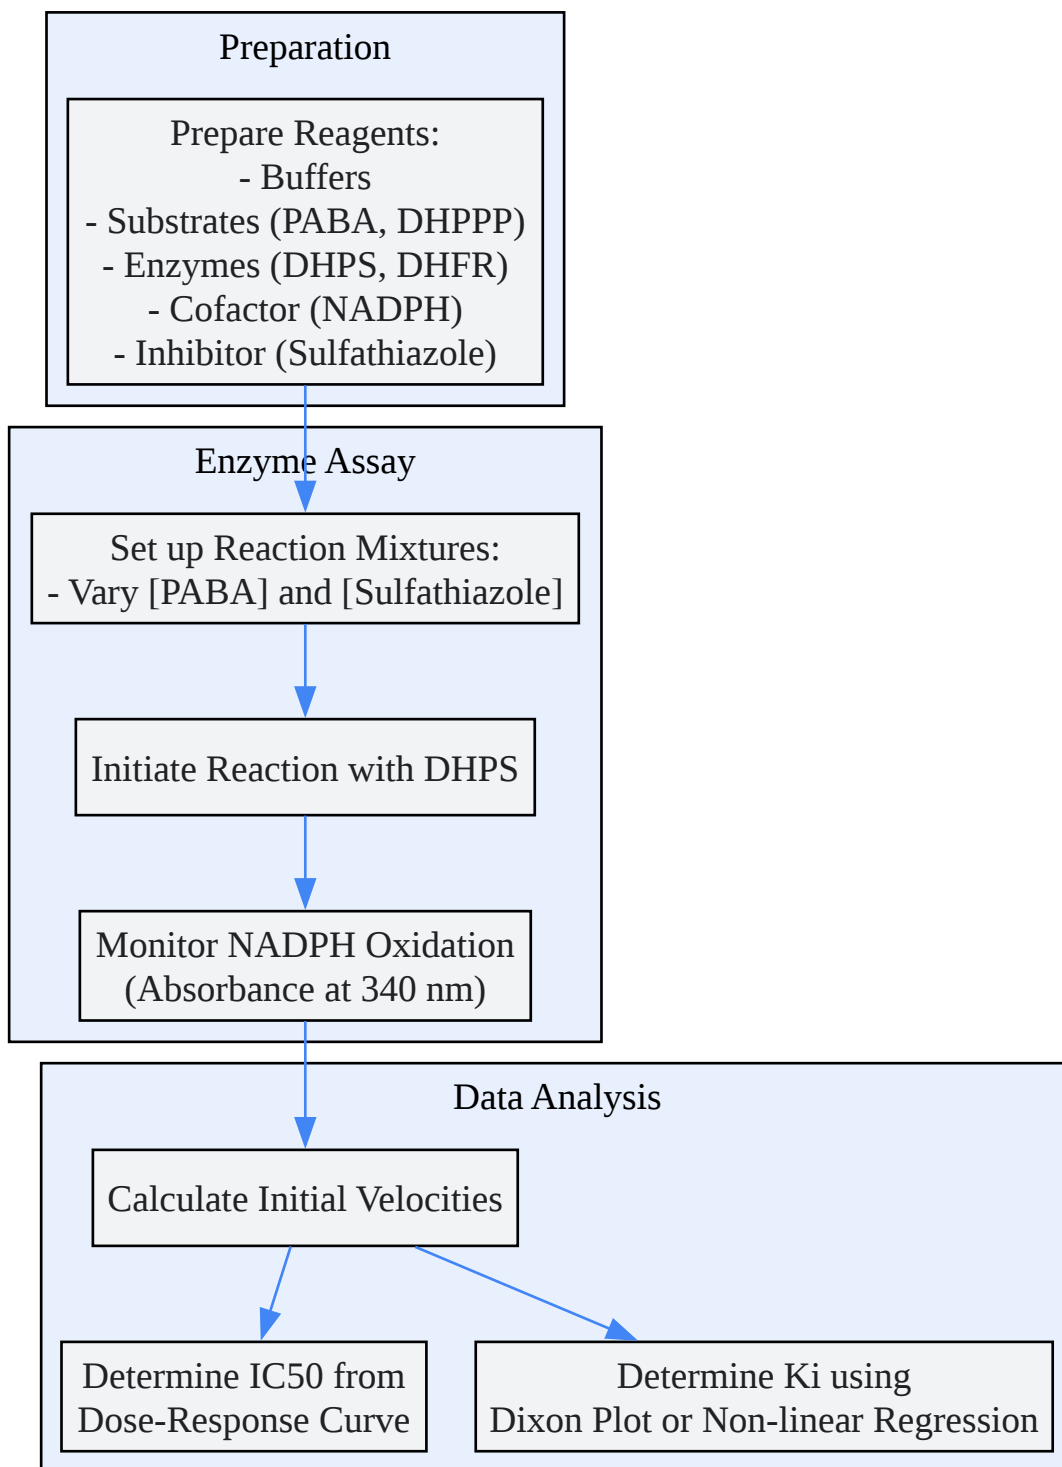 Preparation
Prepare Reagents:
- Buffers
- Substrates (PABA, DHPPP)
- Enzymes (DHPS, DHFR)
- Cofactor (NADPH)
- Inhibitor (Sulfathiazole)
Enzyme Assay
Set up Reaction Mixtures:
- Vary [PABA] and [Sulfathiazole]
Initiate Reaction with DHPS
Monitor NADPH Oxidation
(Absorbance at 340 nm)
Data Analysis
Calculate Initial Velocities
Determine IC50 from
Dose-Response Curve
Determine Ki using
Dixon Plot or Non-linear Regression